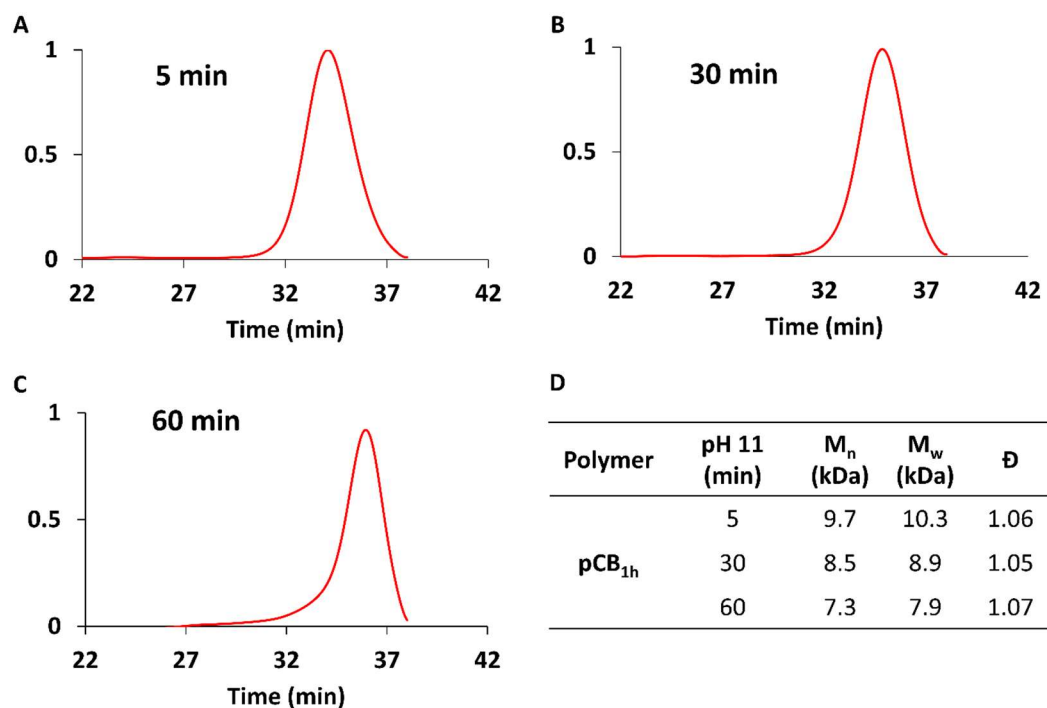 A
5 min
1
0.5
0
22 27 32 37 42
Time (min)
B
30 min
1
0.5
0
22 27 32 37 42
Time (min)
C
60 min
1
0.5
0
22 27 32 37 42
Time (min)
D
Polymer pH 11 (min) Mn (kDa) Mw (kDa) Đ
pCB1h
5 9.7 10.3 1.06
30 8.5 8.9 1.05
60 7.3 7.9 1.07